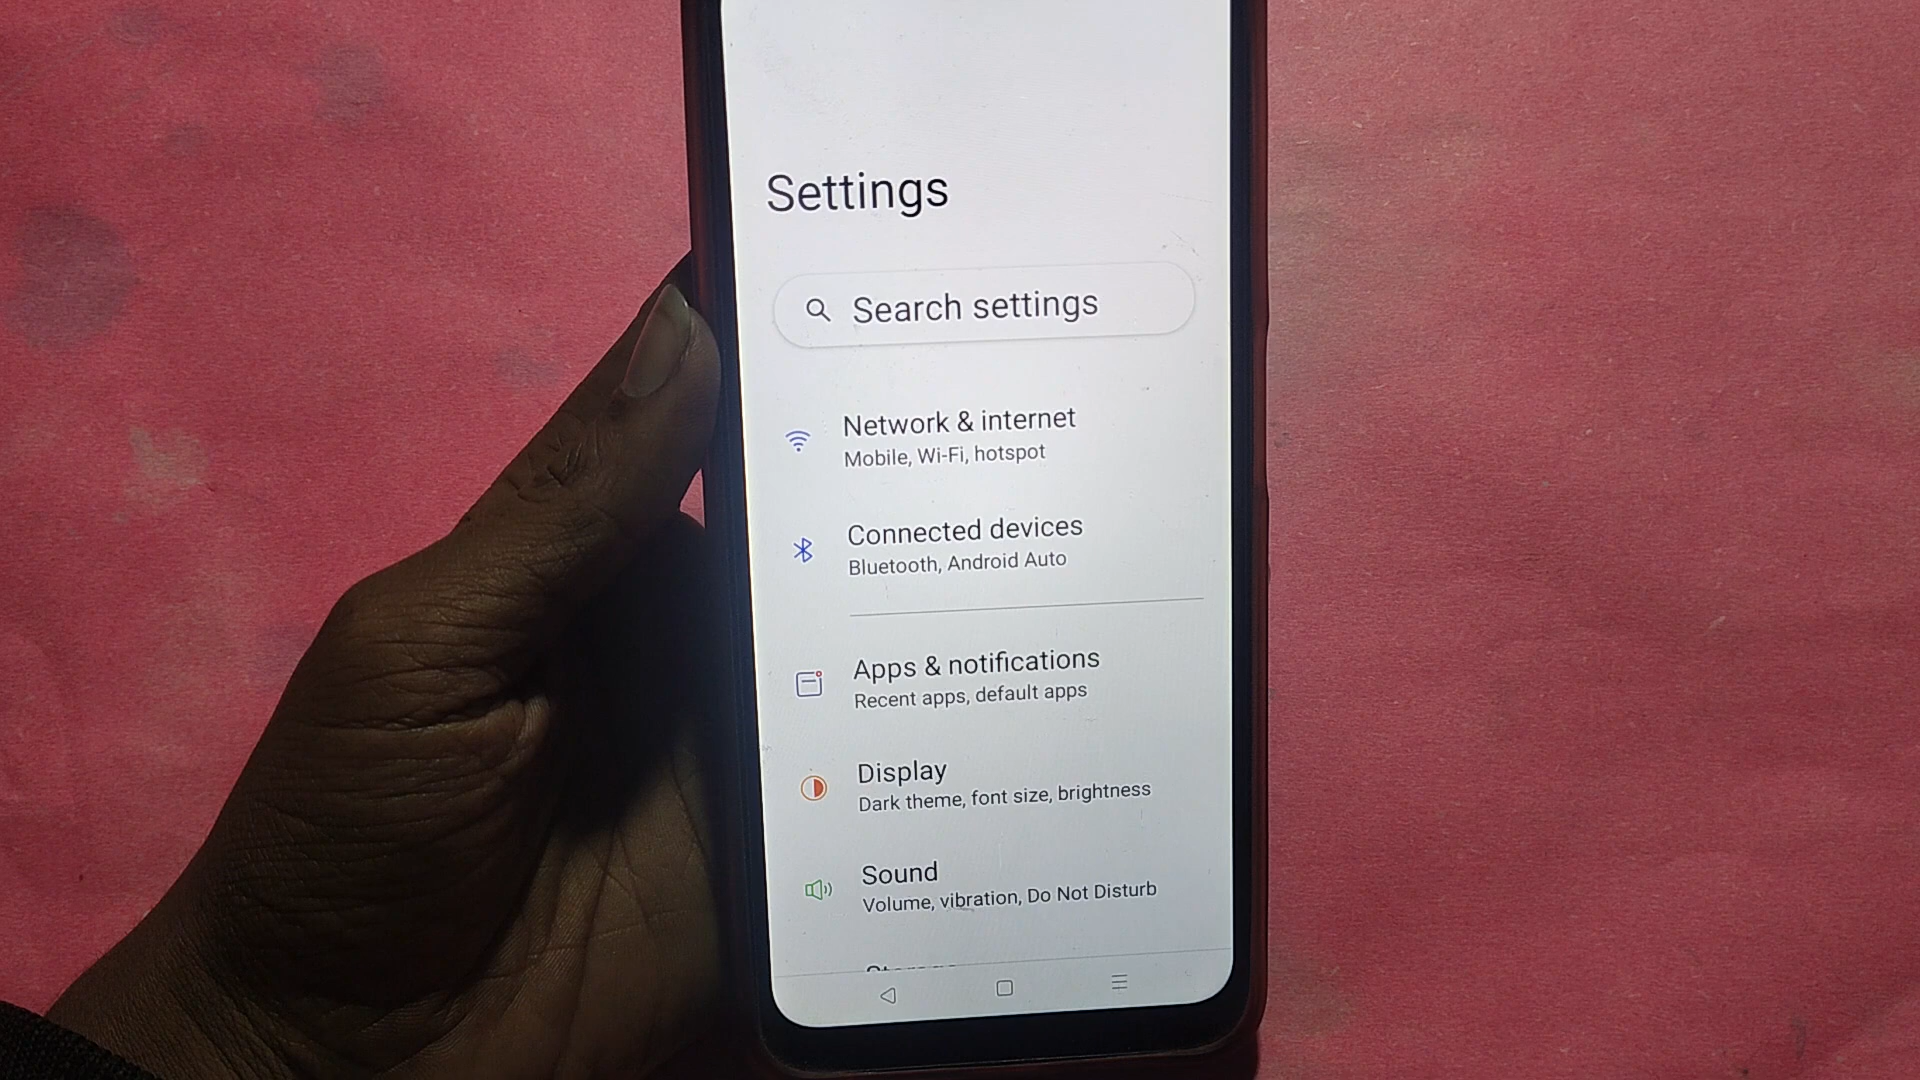 Settings
Search settings
Network & internet
Mobile, Wi-Fi, hotspot
Connected devices
Bluetooth, Android Auto
Apps & notifications
Recent apps, default apps
Display
Dark theme, font size, brightness
Sound
Volume, vibration, Do Not Disturb